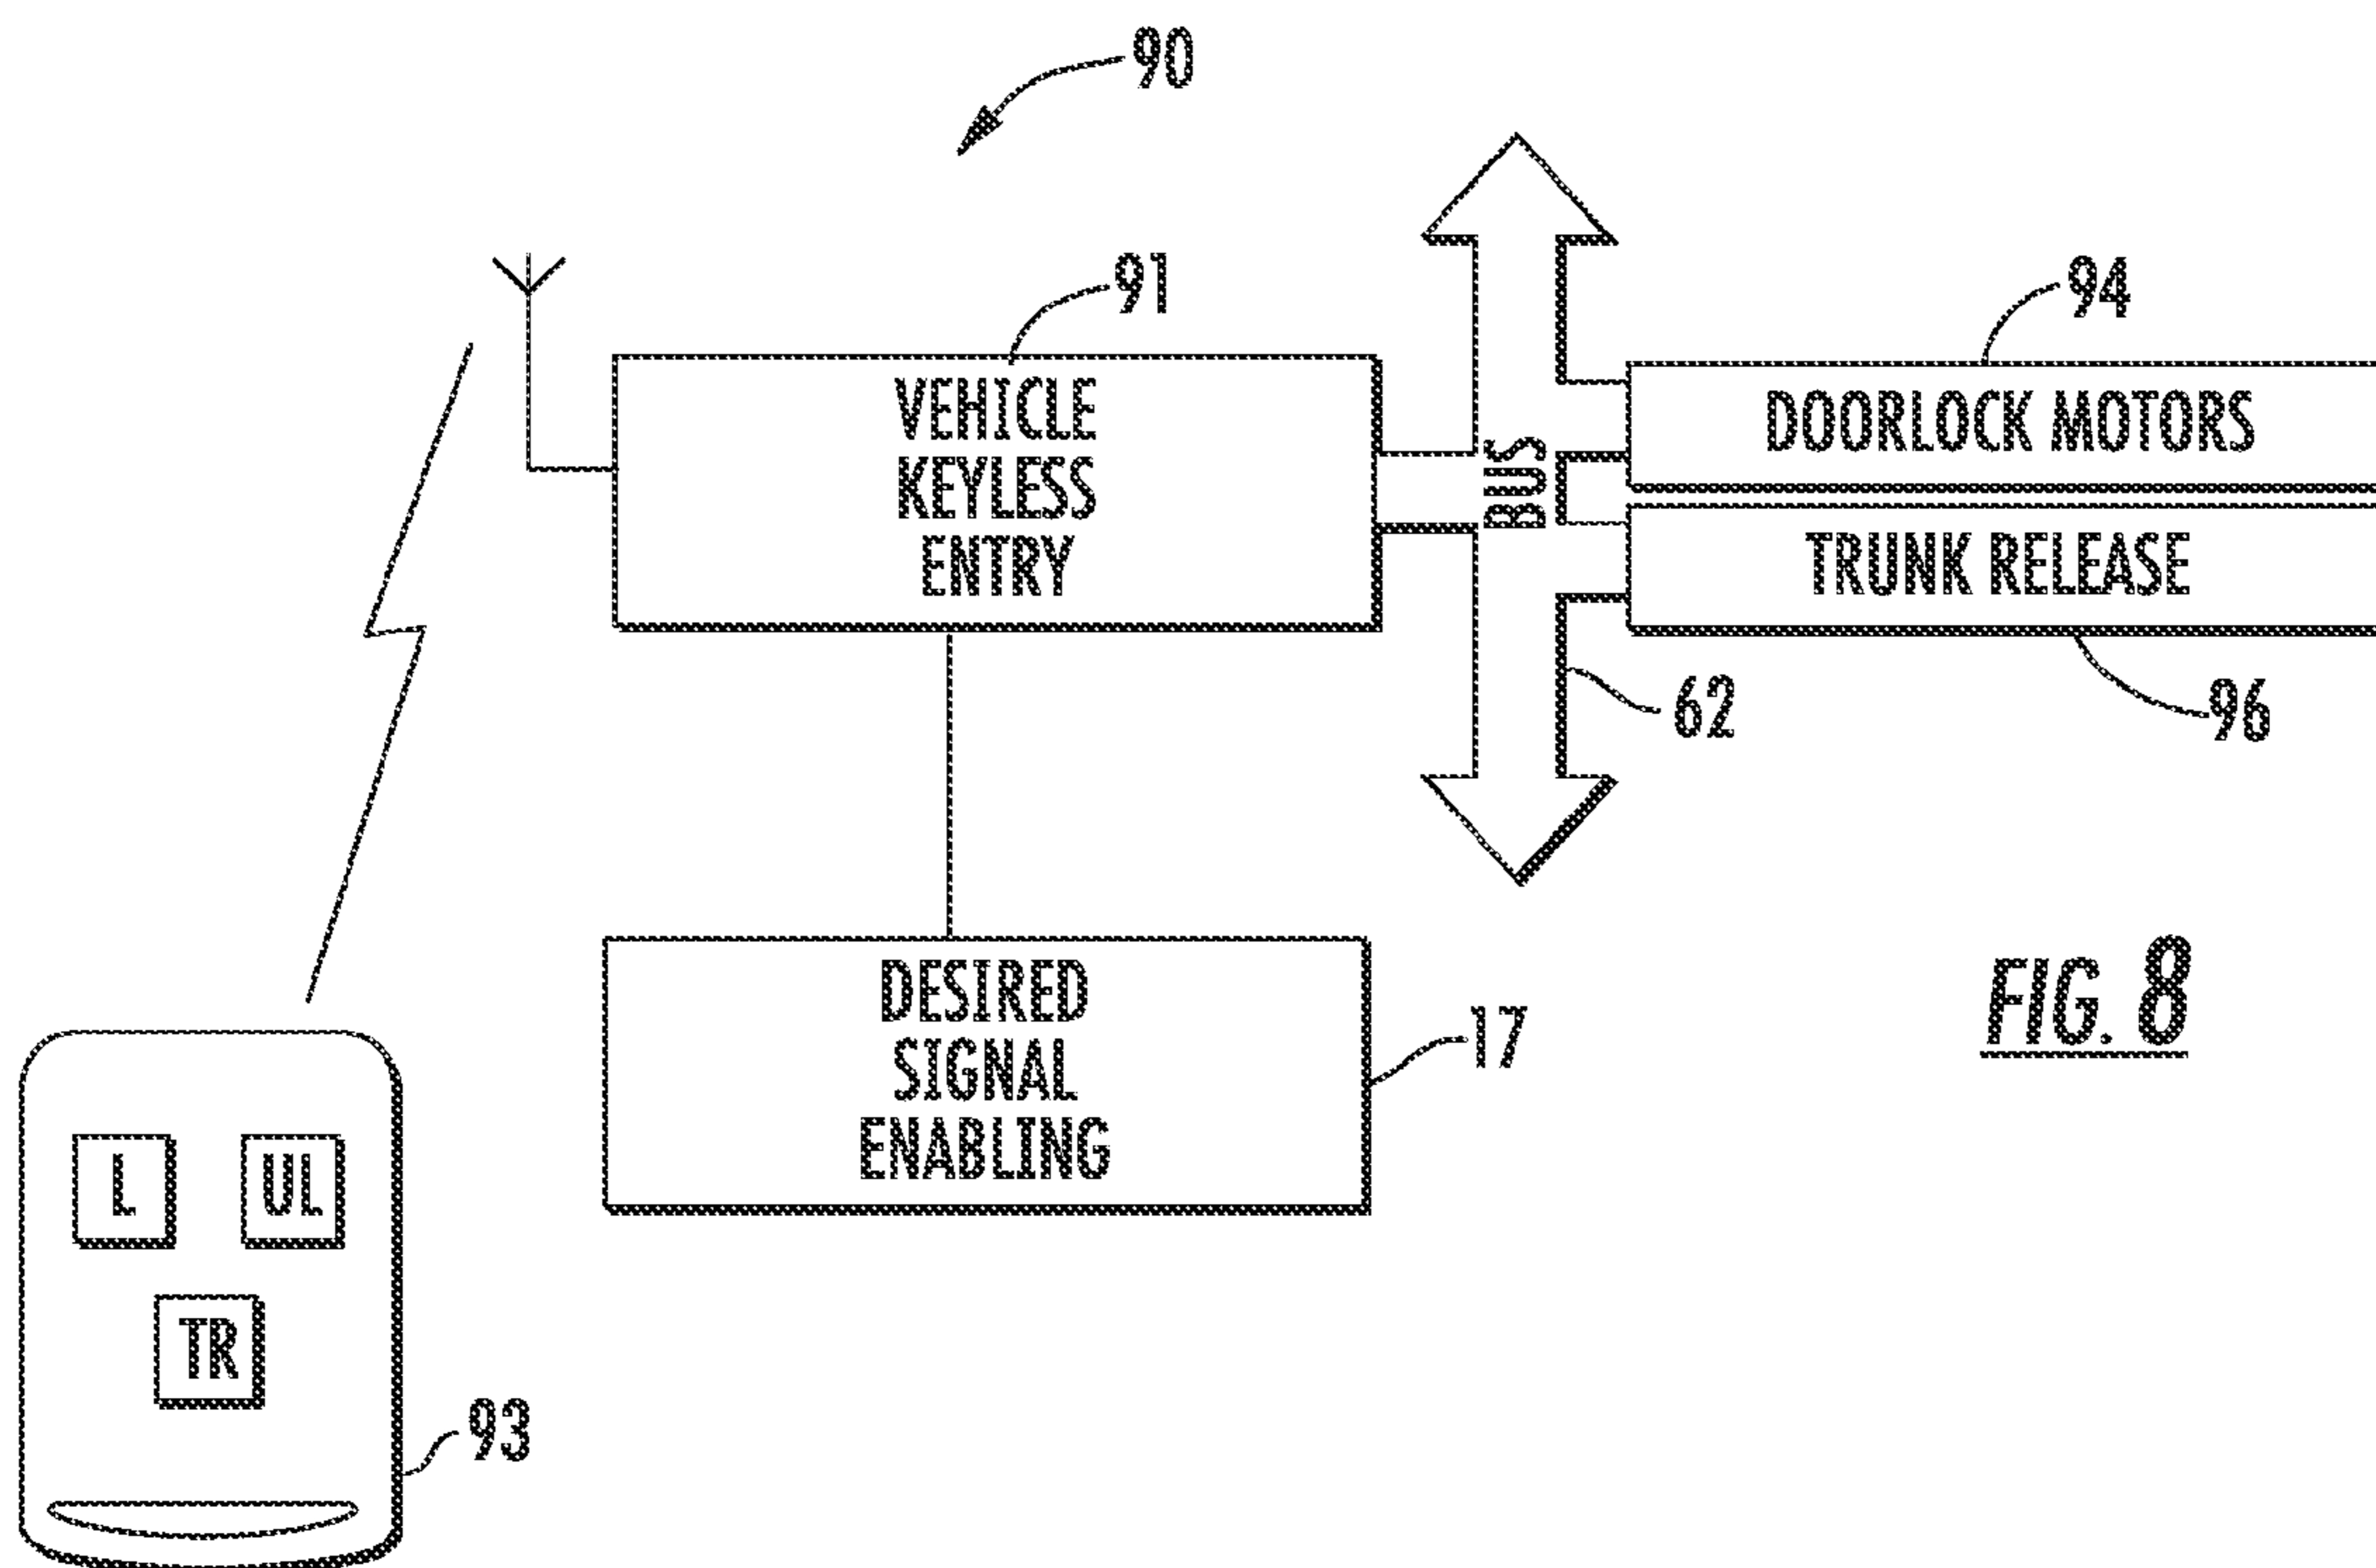 90
91
VEHICLE
KEYLESS
ENTRY
BUS
94
DOORLOCK MOTORS
TRUNK RELEASE
62
96
DESIRED
SIGNAL
ENABLING
17
FIG. 8
L
UL
TR
93